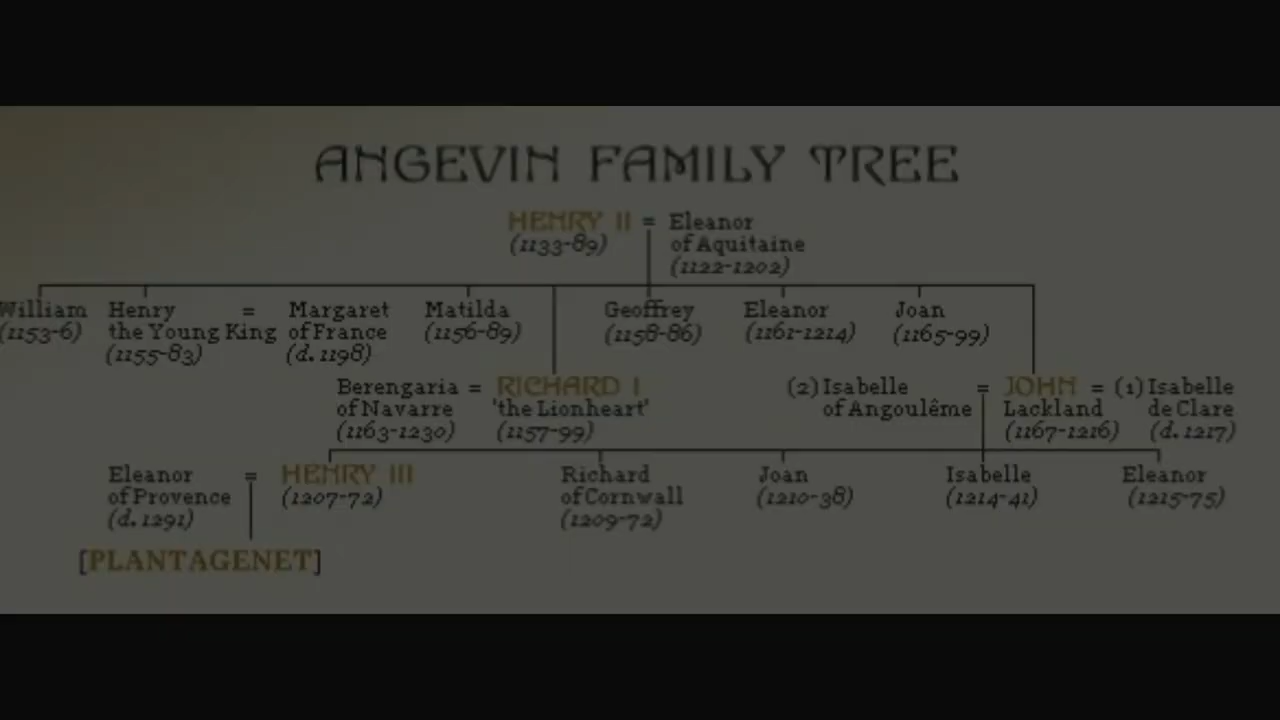 ANGEVIN FAMILY TREE
HENRY II = Eleanor
(1133-89) of Aquitaine
(1122-1202)
William Henry = Margaret Matilda Geoffrey Eleanor Joan
(1153-6) the Young King of France (1156-89) (1158-86) (1161-1214) (1165-99)
(1155-83) (d. 1198)
Berengaria = RICHARD I (2) Isabelle = JOHN = (1) Isabelle
of Navarre 'the Lionheart' of Angoulême Lackland de Clare
(1163-1230) (1157-99) (1167-1216) (d. 1217)
Eleanor = HENRY III Richard Joan Isabelle Eleanor
of Provence (1207-72) of Cornwall (1210-38) (1214-41) (1215-75)
(d. 1291) (1209-72)
[PLANTAGENET]